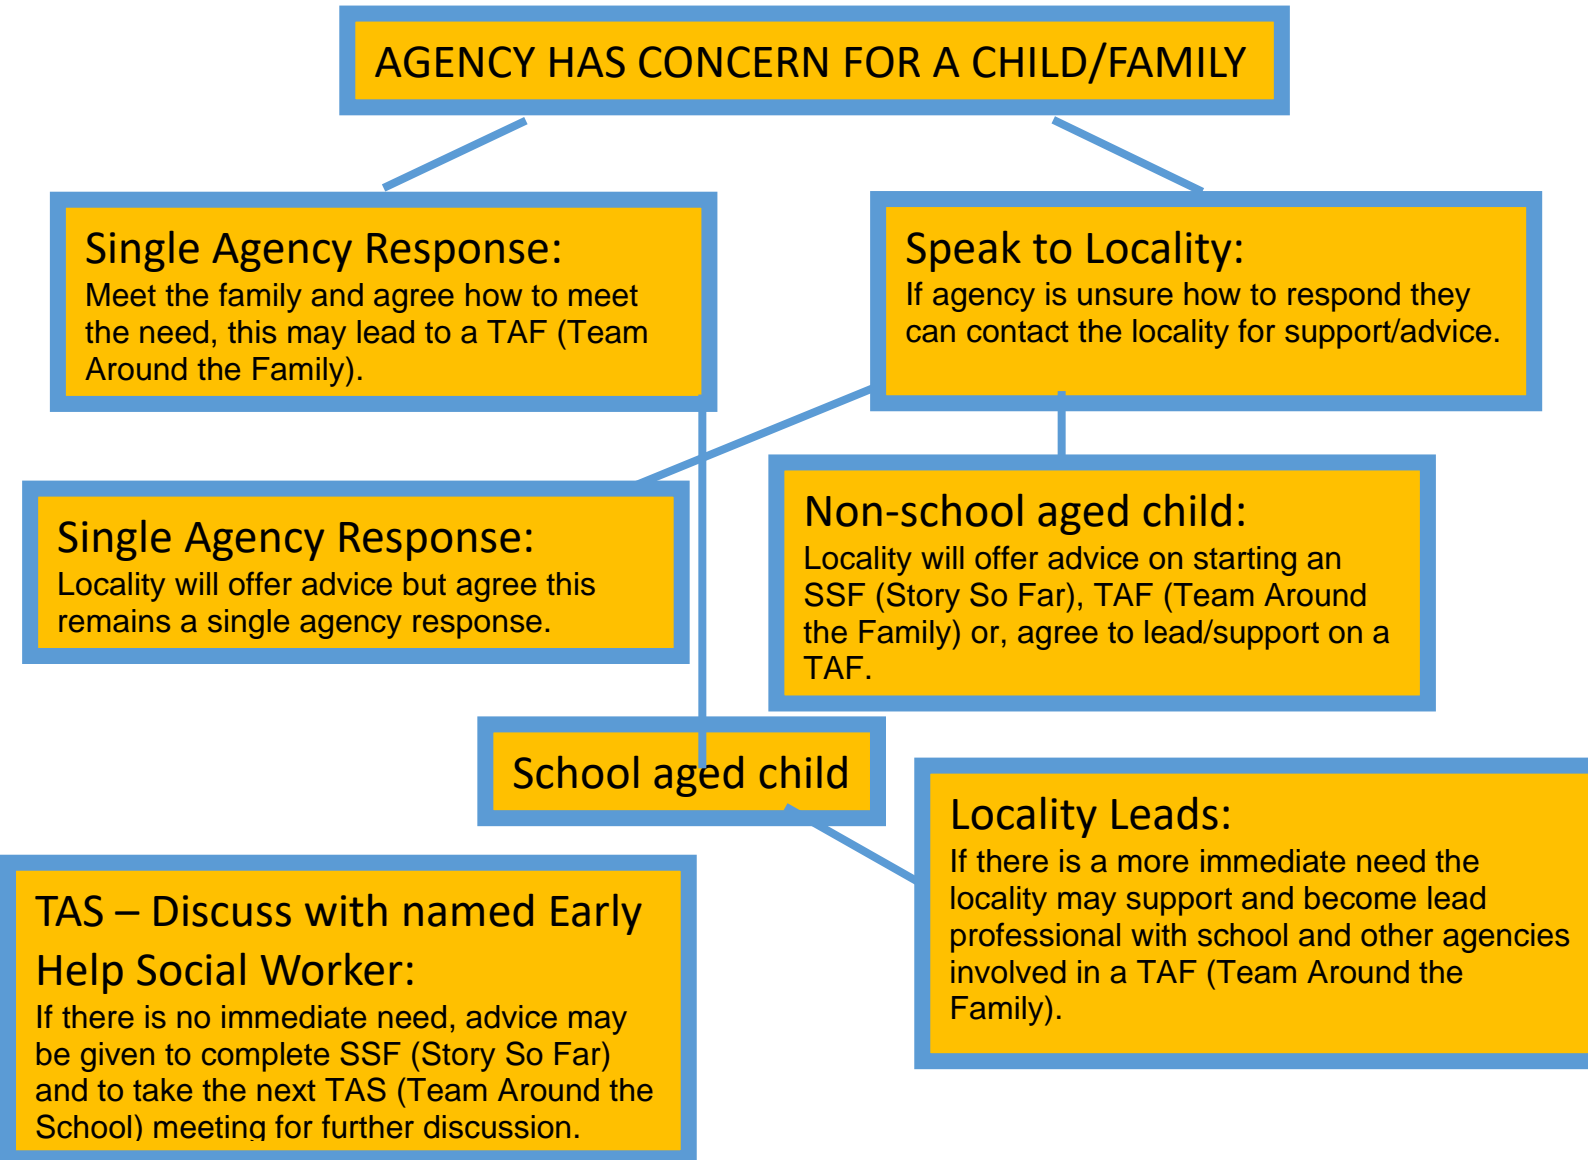 AGENCY HAS CONCERN FOR A CHILD/FAMILY
Single Agency Response:
Meet the family and agree how to meet
the need, this may lead to a TAF (Team
Around the Family).
Speak to Locality:
If agency is unsure how to respond they
can contact the locality for support/advice.
Single Agency Response:
Locality will offer advice but agree this
remains a single agency response.
Non-school aged child:
Locality will offer advice on starting an
SSF (Story So Far), TAF (Team Around
the Family) or, agree to lead/support on a
TAF.
School aged child
Locality Leads:
If there is a more immediate need the
locality may support and become lead
professional with school and other agencies
involved in a TAF (Team Around the
Family).
TAS – Discuss with named Early
Help Social Worker:
If there is no immediate need, advice may
be given to complete SSF (Story So Far)
and to take the next TAS (Team Around the
School) meeting for further discussion.